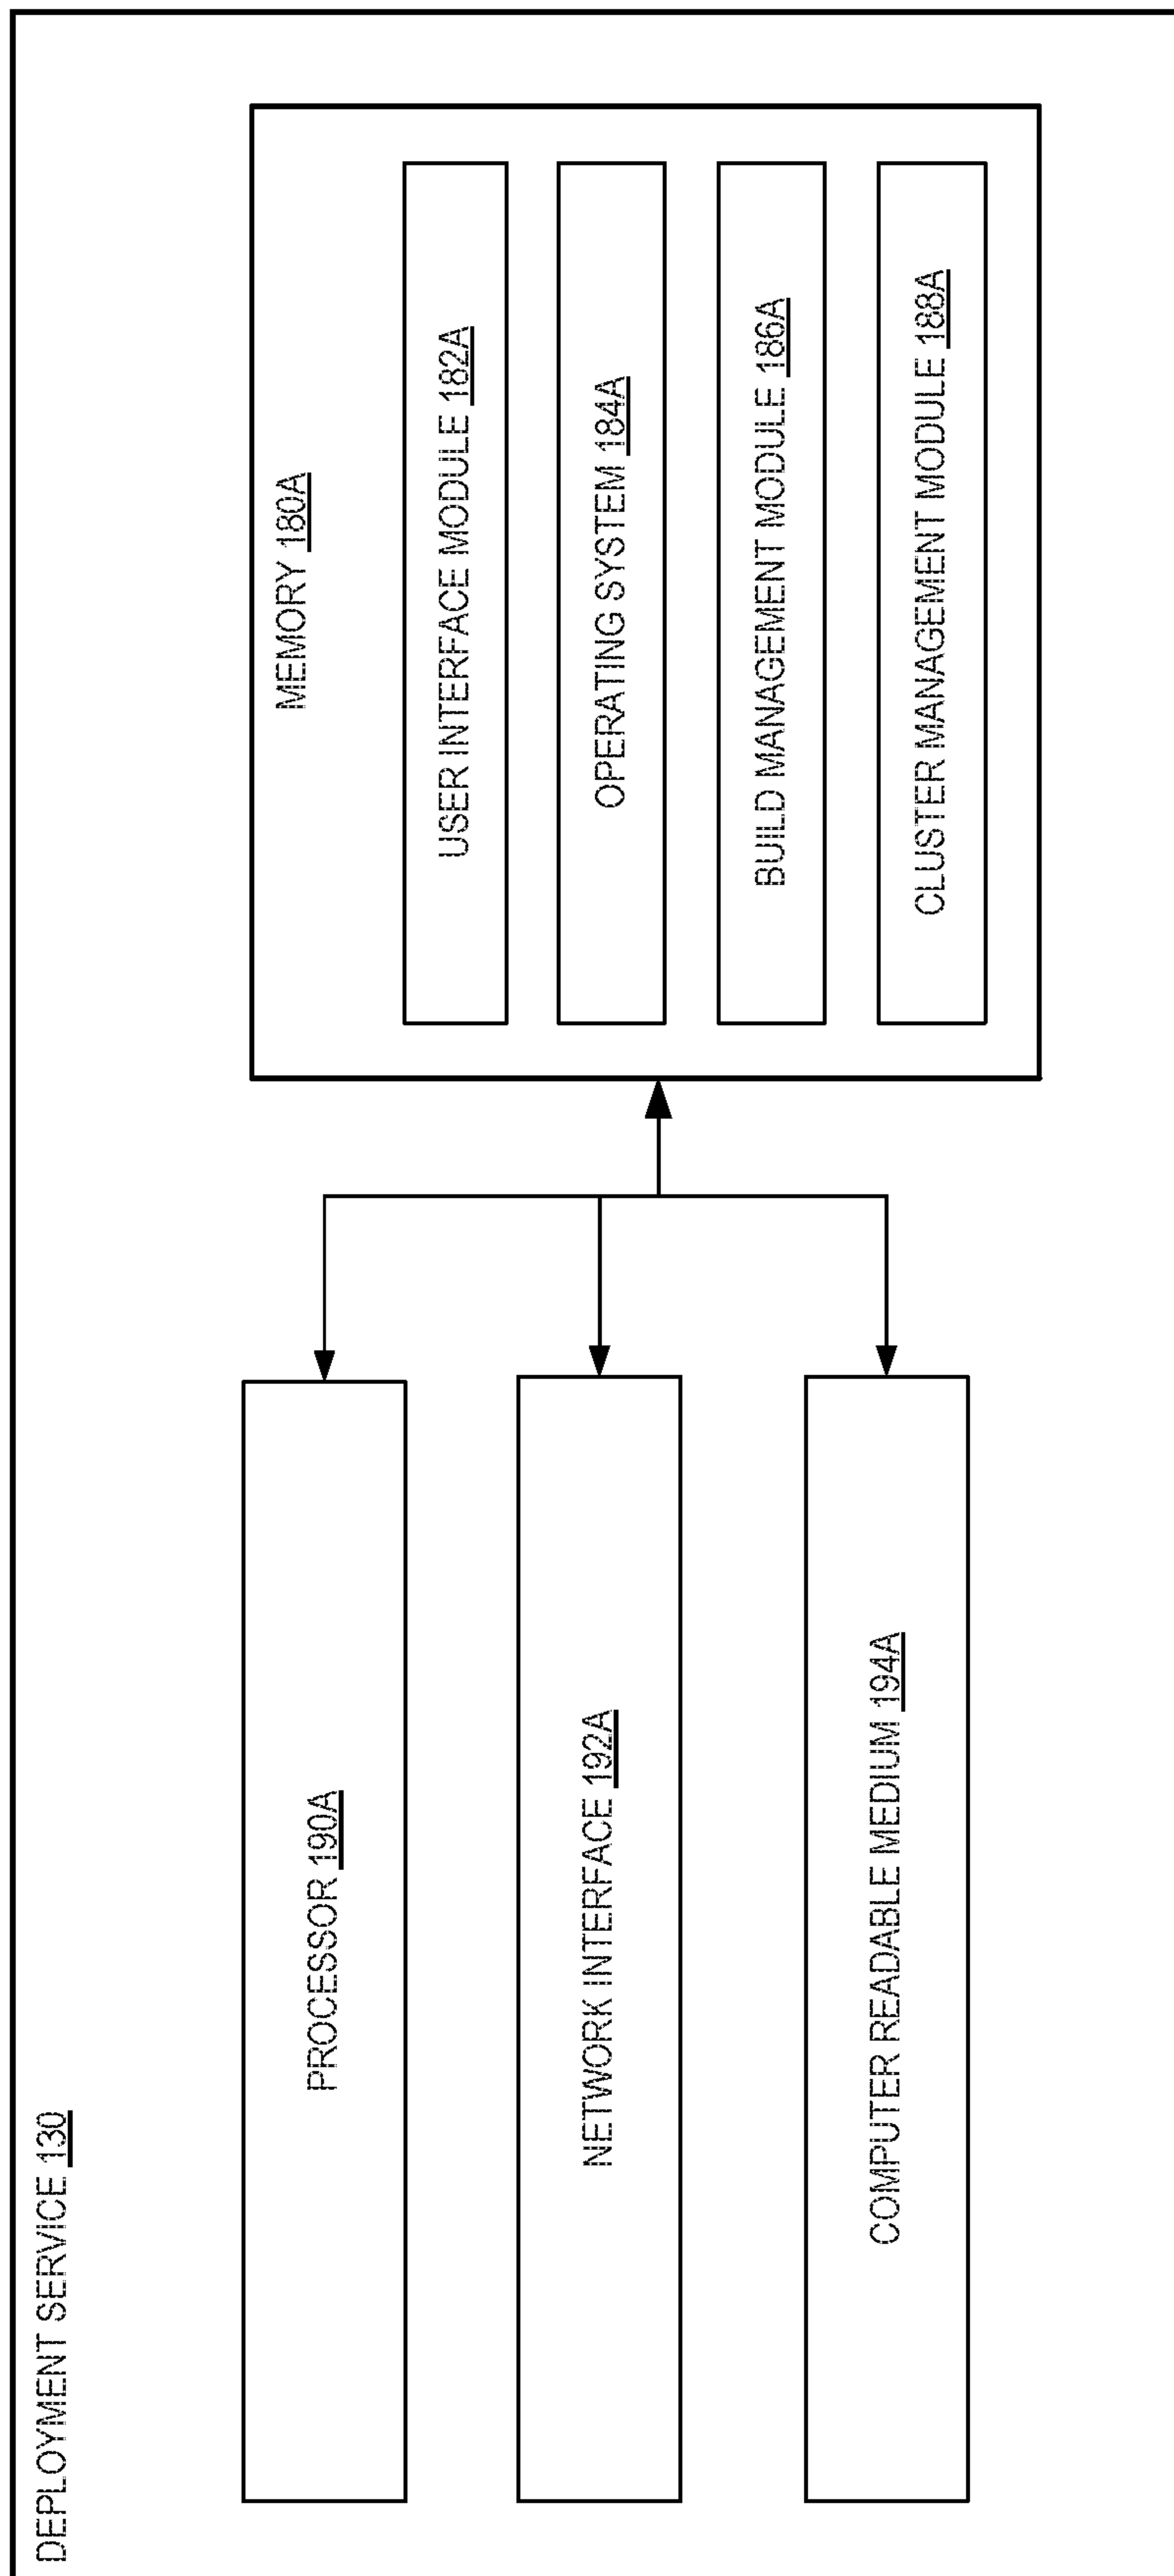 DEPLOYMENT SERVICE 130
PROCESSOR 190A
NETWORK INTERFACE 192A
COMPUTER READABLE MEDIUM 194A
MEMORY 180A
USER INTERFACE MODULE 182A
OPERATING SYSTEM 184A
BUILD MANAGEMENT MODULE 186A
CLUSTER MANAGEMENT MODULE 188A